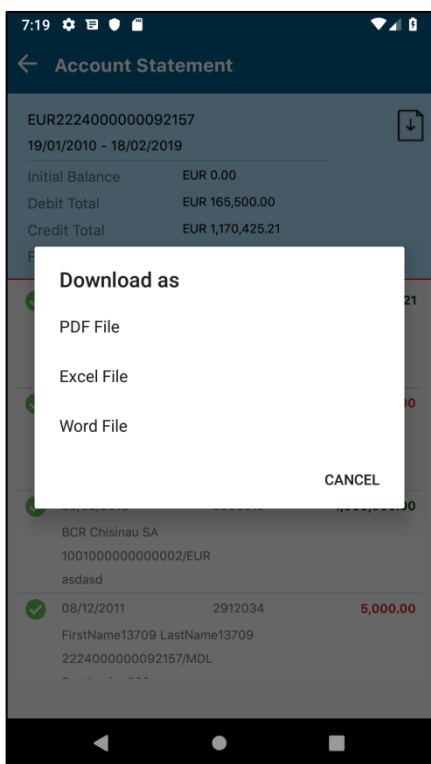 7:19
Account Statement
EUR2224000000092157
19/01/2010 - 18/02/2019
Initial Balance EUR 0.00
Debit Total EUR 165,500.00
Credit Total EUR 1,170,425.21
Download as
21
PDF File
Excel File
00
Word File
CANCEL
BCR Chisinau SA
1001000000000002/EUR
asdasd
08/12/2011 2912034 5,000.00
FirstName13709 LastName13709
2224000000092157/MDL